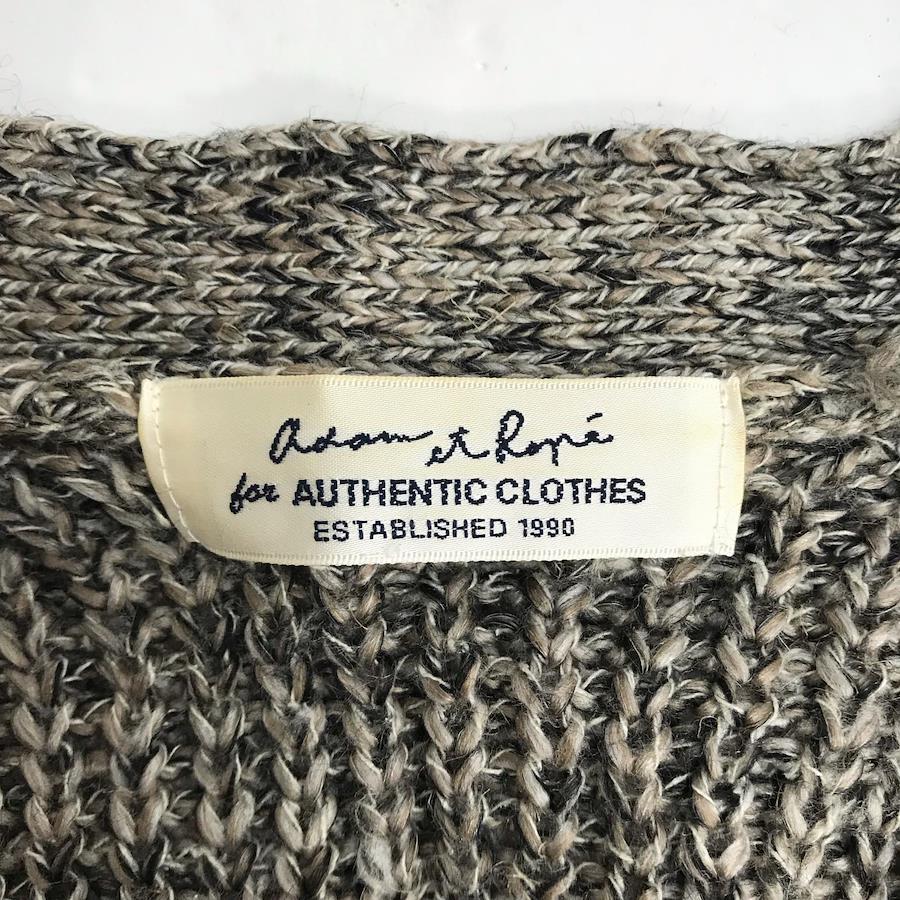 Adam et Ropé
for AUTHENTIC CLOTHES
ESTABLISHED 1990